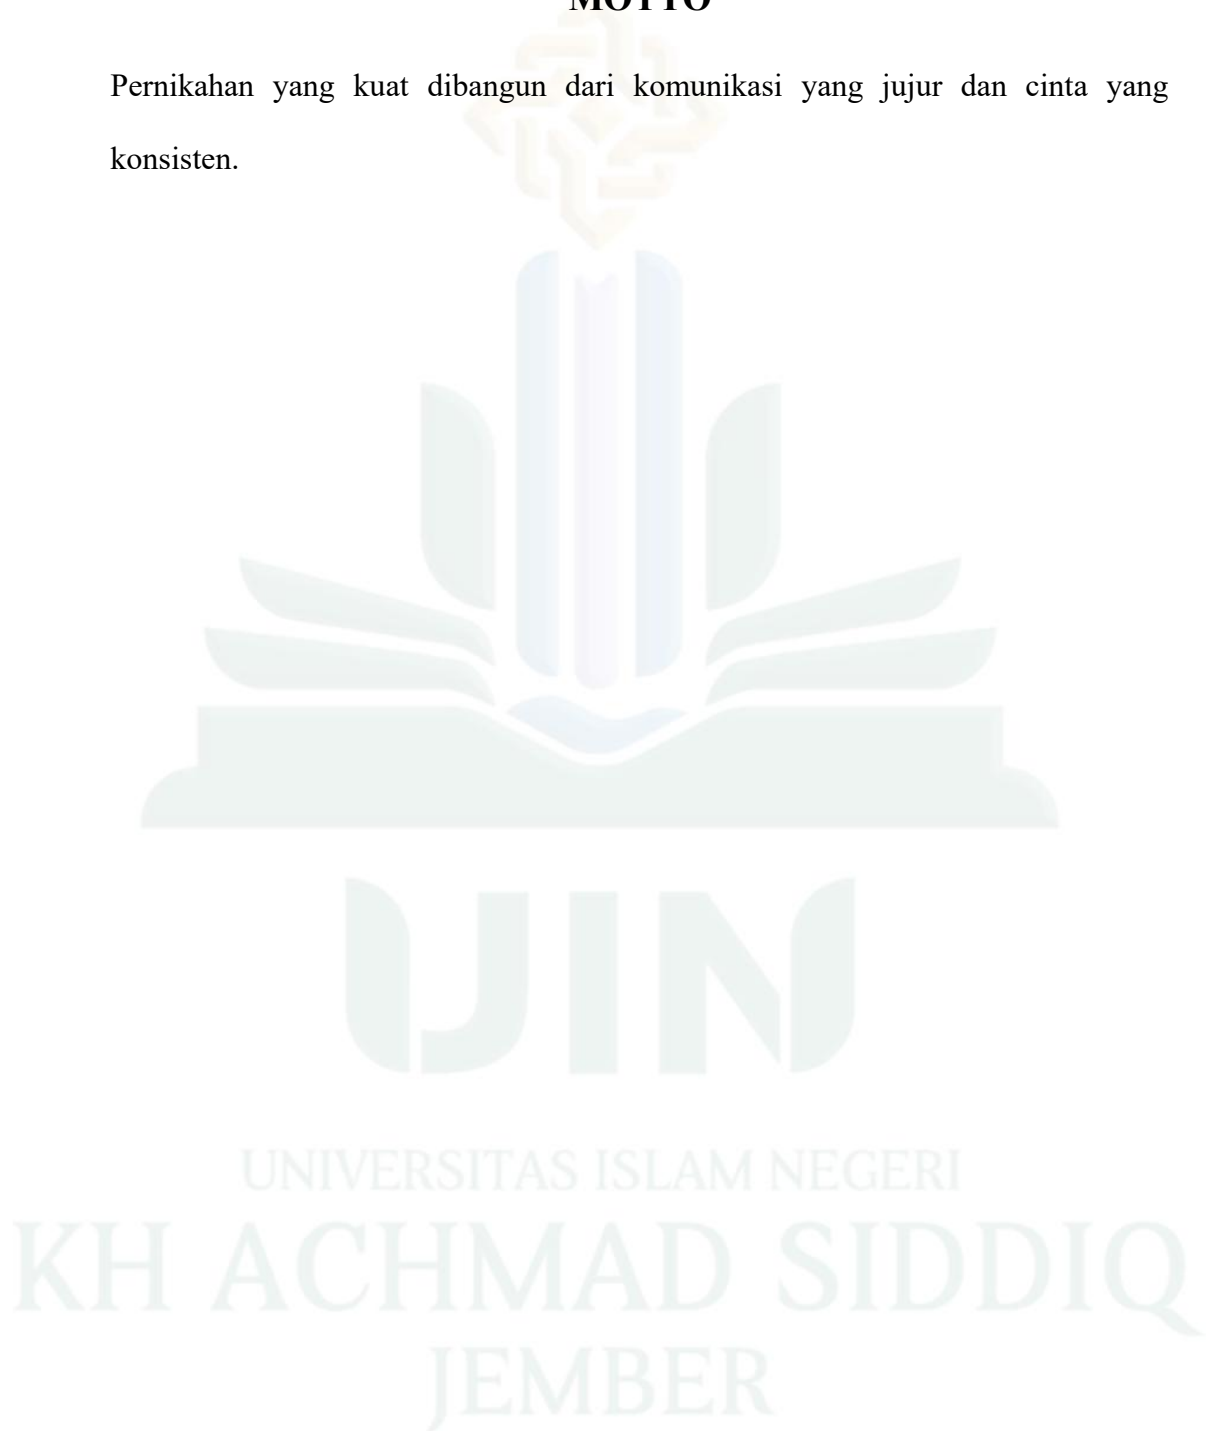 MOTTO
Pernikahan yang kuat dibangun dari komunikasi yang jujur dan cinta yang
konsisten.
UIN
UNIVERSITAS ISLAM NEGERI
KH ACHMAD SIDDIQ
JEMBER